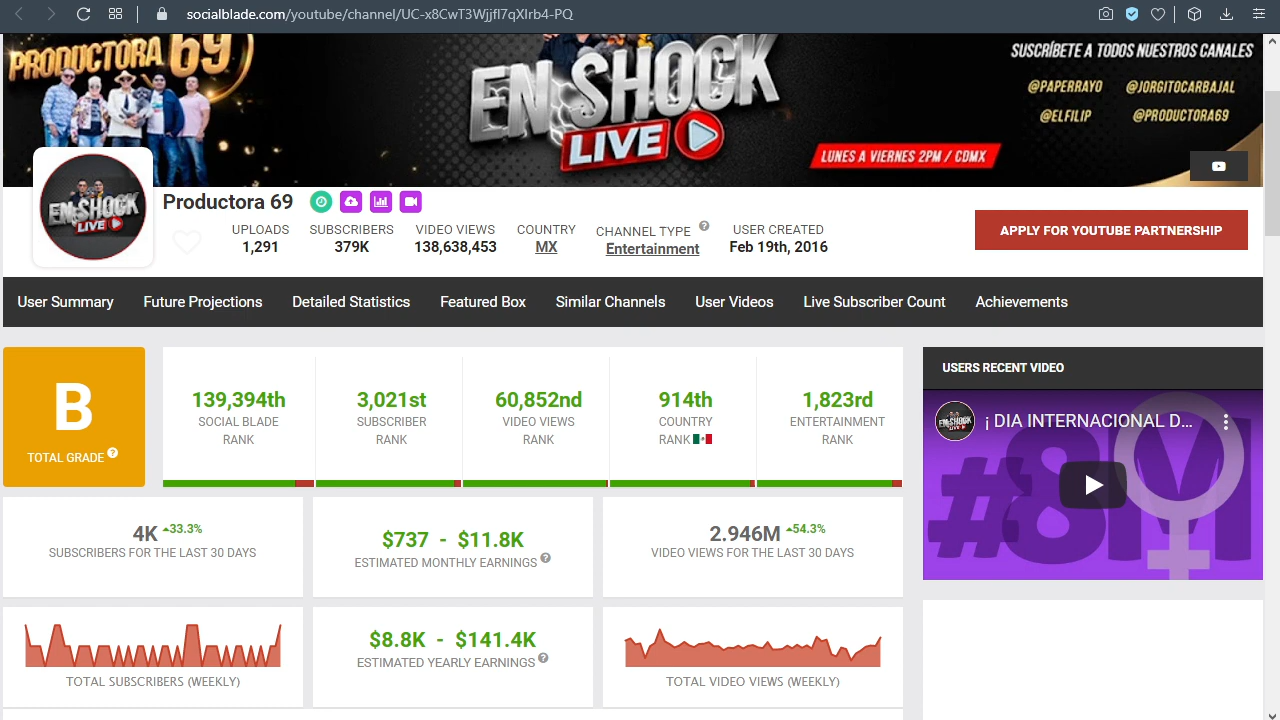 socialblade.com/youtube/channel/UC-x8CwT3Wjjfl7qXIrb4-PQ
PRODUCTORA 69
EN SHOCK
LIVE
SUSCRÍBETE A TODOS NUESTROS CANALES
@PAPERRAYO @JORGITOCARBAJAL
@ELFILIP @PRODUCTORA69
LUNES A VIERNES 2PM / CDMX
EN SHOCK
LIVE
Productora 69
UPLOADS
1,291
SUBSCRIBERS
379K
VIDEO VIEWS
138,638,453
COUNTRY
MX
CHANNEL TYPE
Entertainment
USER CREATED
Feb 19th, 2016
APPLY FOR YOUTUBE PARTNERSHIP
User Summary Future Projections Detailed Statistics Featured Box Similar Channels User Videos Live Subscriber Count Achievements
B
TOTAL GRADE
139,394th
SOCIAL BLADE
RANK
3,021st
SUBSCRIBER
RANK
60,852nd
VIDEO VIEWS
RANK
914th
COUNTRY
RANK
1,823rd
ENTERTAINMENT
RANK
USERS RECENT VIDEO
EN SHOCK
LIVE
¡ DIA INTERNACIONAL D...
#8M
4K 33.3%
SUBSCRIBERS FOR THE LAST 30 DAYS
$737 - $11.8K
ESTIMATED MONTHLY EARNINGS
2.946M 54.3%
VIDEO VIEWS FOR THE LAST 30 DAYS
TOTAL SUBSCRIBERS (WEEKLY)
$8.8K - $141.4K
ESTIMATED YEARLY EARNINGS
TOTAL VIDEO VIEWS (WEEKLY)